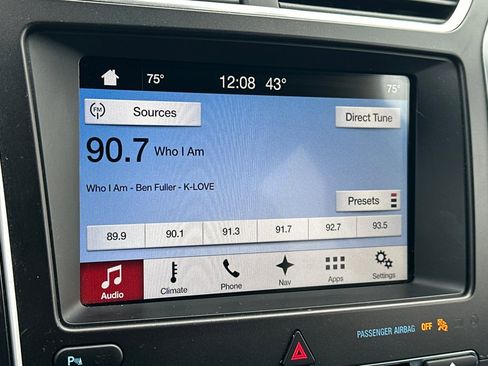 75° 12:08 43° 75°
FM Sources Direct Tune
90.7 Who I Am
Who I Am - Ben Fuller - K-LOVE
Presets
89.9 90.1 91.3 91.7 92.7 93.5
Audio Climate Phone Nav Apps Settings
PASSENGER AIRBAG OFF
P